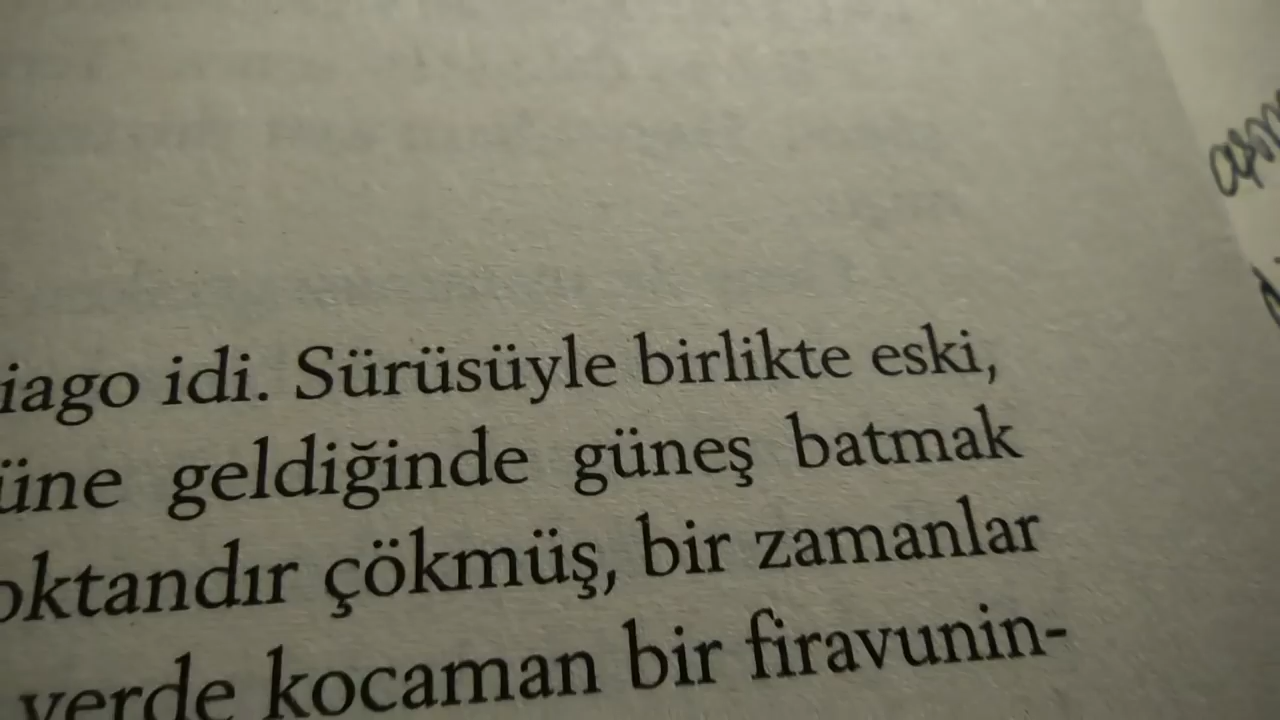 iago idi. Sürüsüyle birlikte eski,
üne geldiğinde güneş batmak
oktandır çökmüş, bir zamanlar
yerde kocaman bir firavunin-